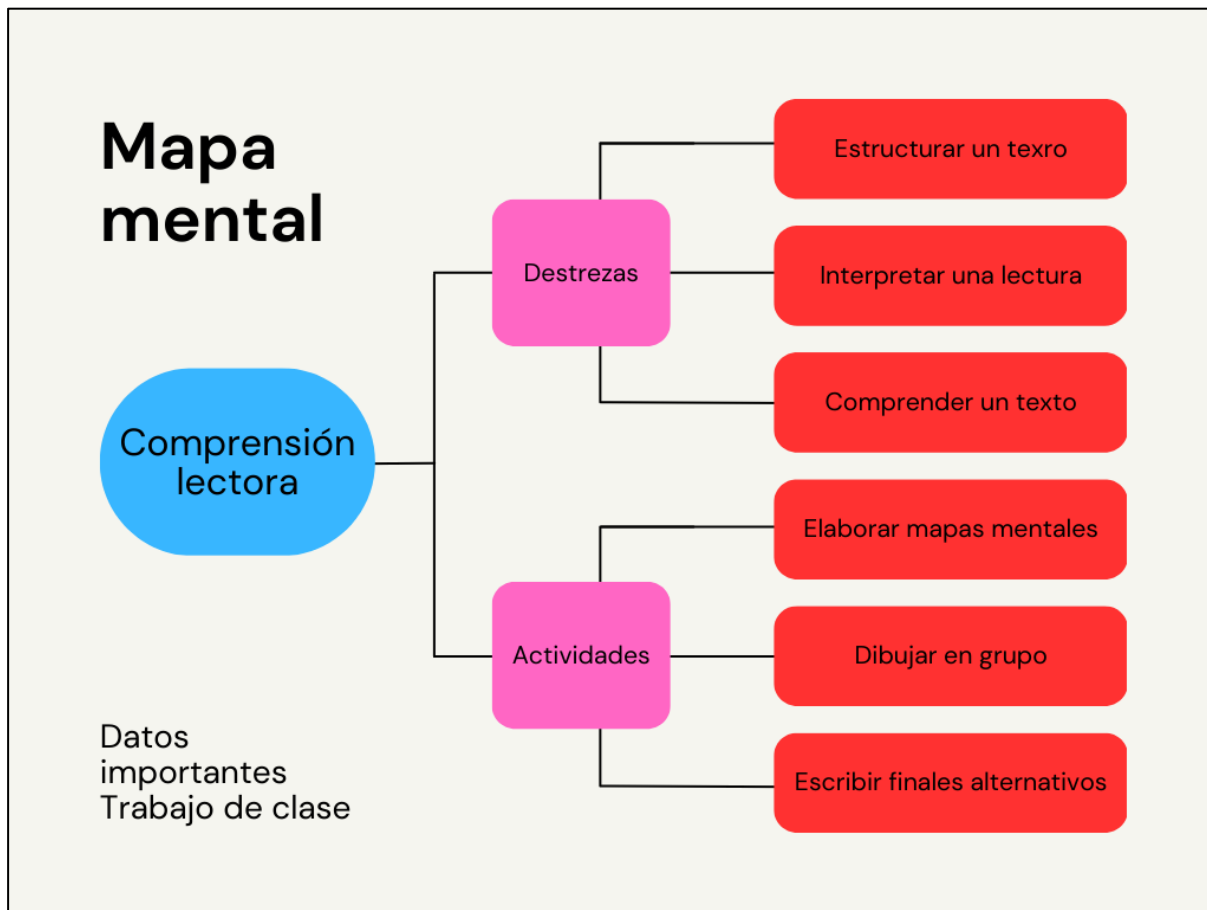 Mapa
mental
Estructurar un texro
Destrezas
Interpretar una lectura
Comprender un texto
Comprensión
lectora
Elaborar mapas mentales
Actividades
Dibujar en grupo
Escribir finales alternativos
Datos
importantes
Trabajo de clase